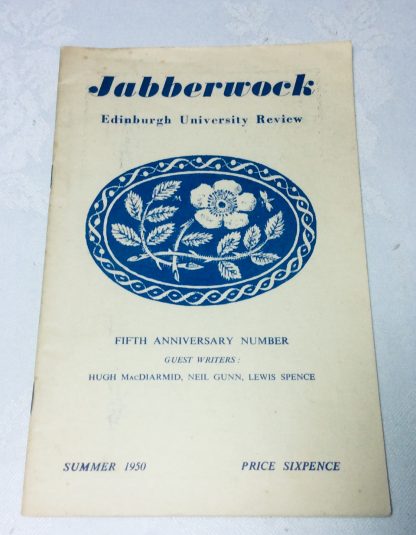 Jabberwock
Edinburgh University Review
FIFTH ANNIVERSARY NUMBER
GUEST WRITERS:
HUGH MACDIARMID, NEIL GUNN, LEWIS SPENCE
SUMMER 1950 PRICE SIXPENCE